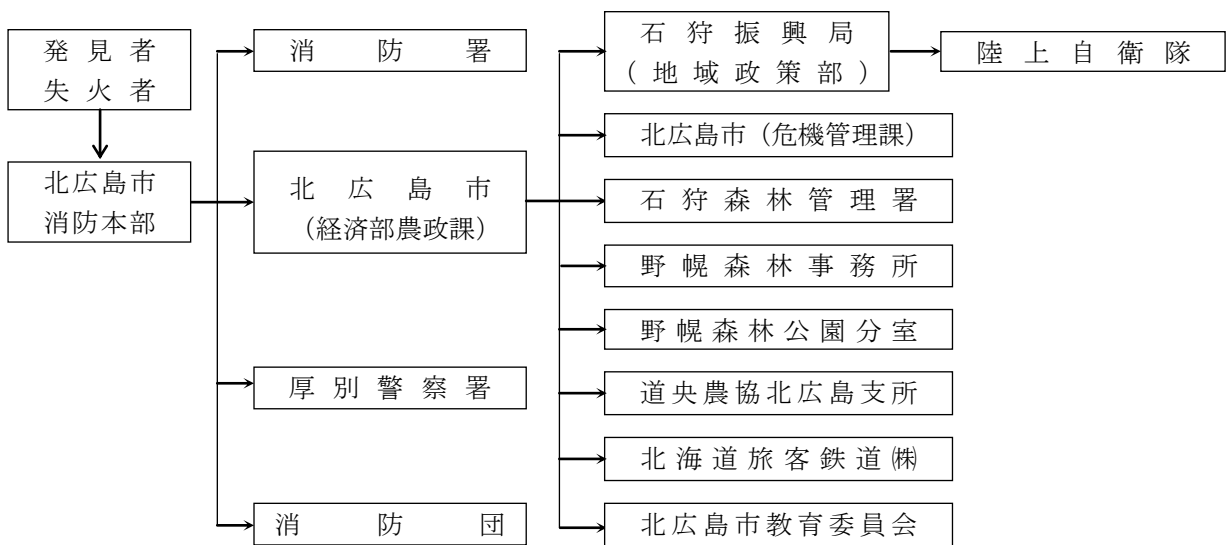 発見者
失火者
北広島市
消防本部
消防署
北広島市
（経済部農政課）
厚別警察署
消防団
石狩振興局
（地域政策部）
北広島市（危機管理課）
石狩森林管理署
野幌森林事務所
野幌森林公園分室
道央農協北広島支所
北海道旅客鉄道㈱
北広島市教育委員会
陸上自衛隊